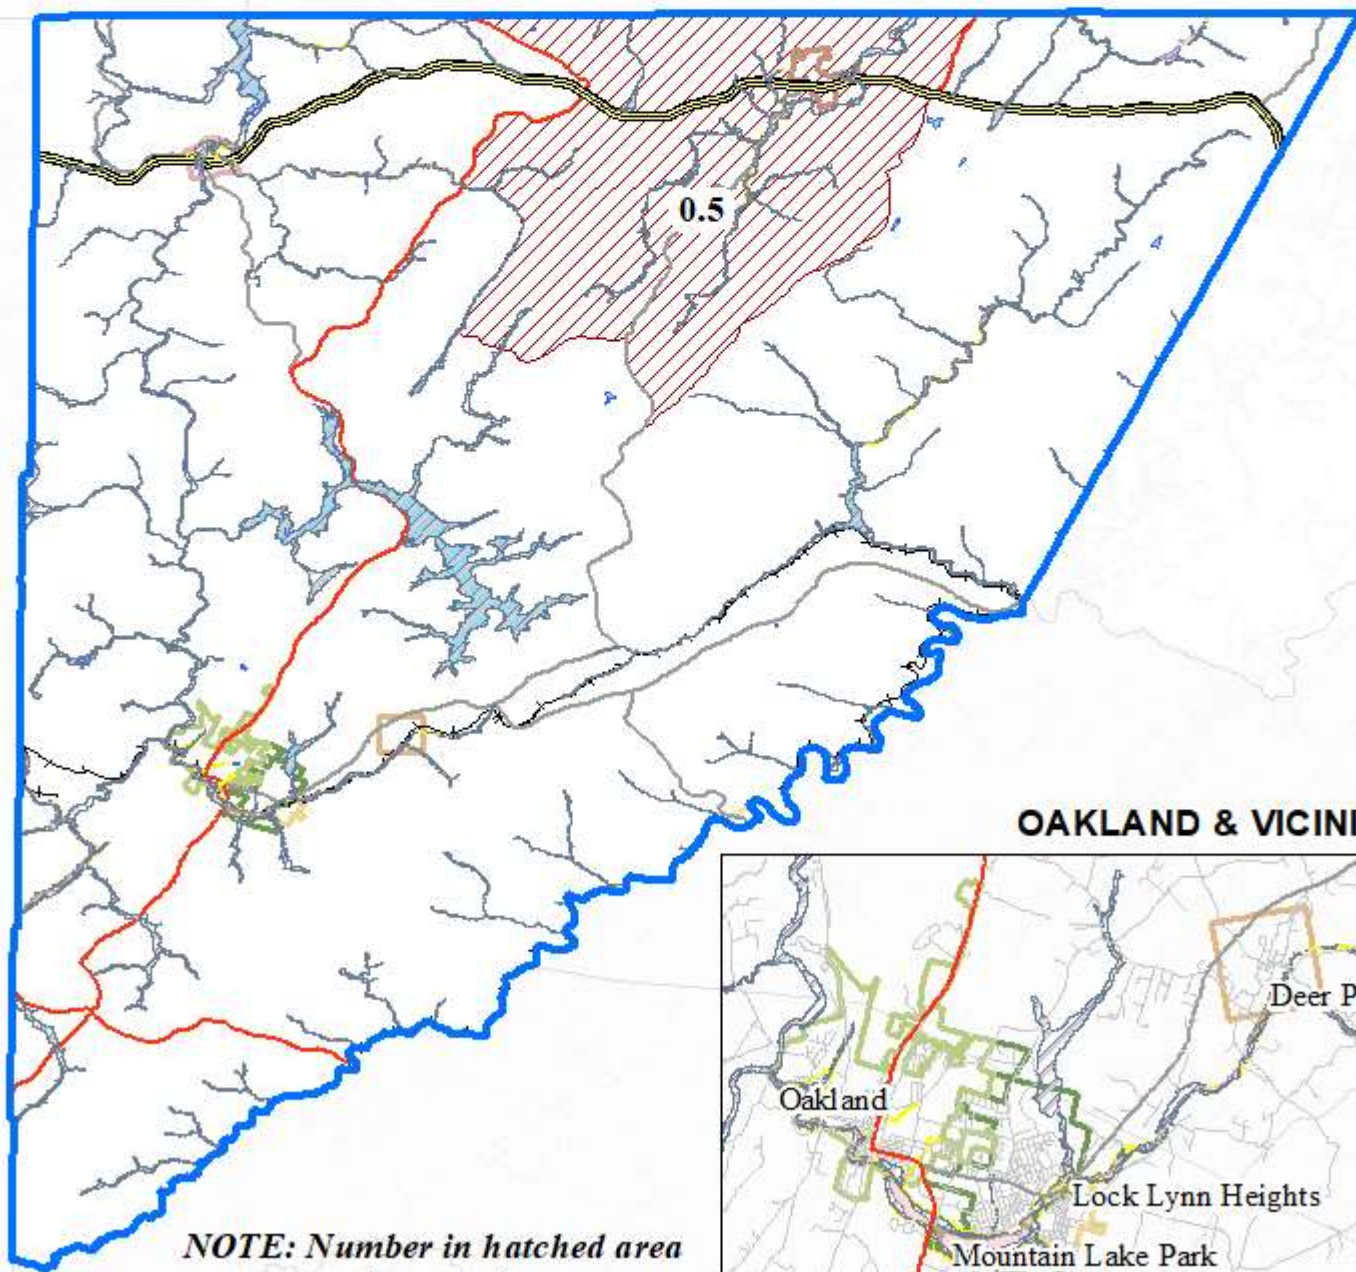 0.5
OAKLAND & VICINI
Deer P
Oakland
Lock Lynn Heights
Mountain Lake Park
NOTE: Number in hatched area